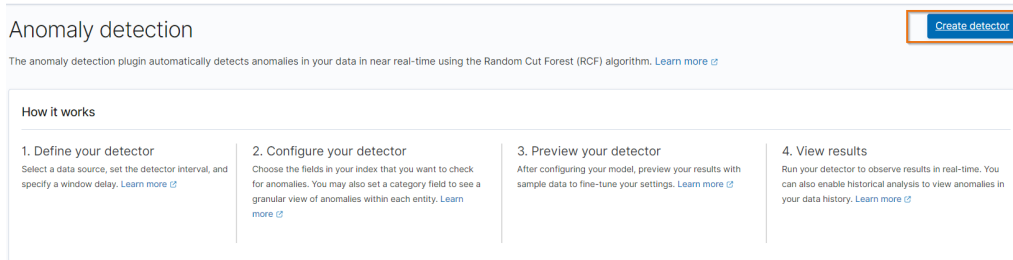 Anomaly detection
Create detector
The anomaly detection plugin automatically detects anomalies in your data in near real-time using the Random Cut Forest (RCF) algorithm. Learn more
How it works
1. Define your detector
Select a data source, set the detector interval, and
specify a window delay. Learn more
2. Configure your detector
Choose the fields in your index that you want to check
for anomalies. You may also set a category field to see a
granular view of anomalies within each entity. Learn
more
3. Preview your detector
After configuring your model, preview your results with
sample data to fine-tune your settings. Learn more
4. View results
Run your detector to observe results in real-time. You
can also enable historical analysis to view anomalies in
your data history. Learn more